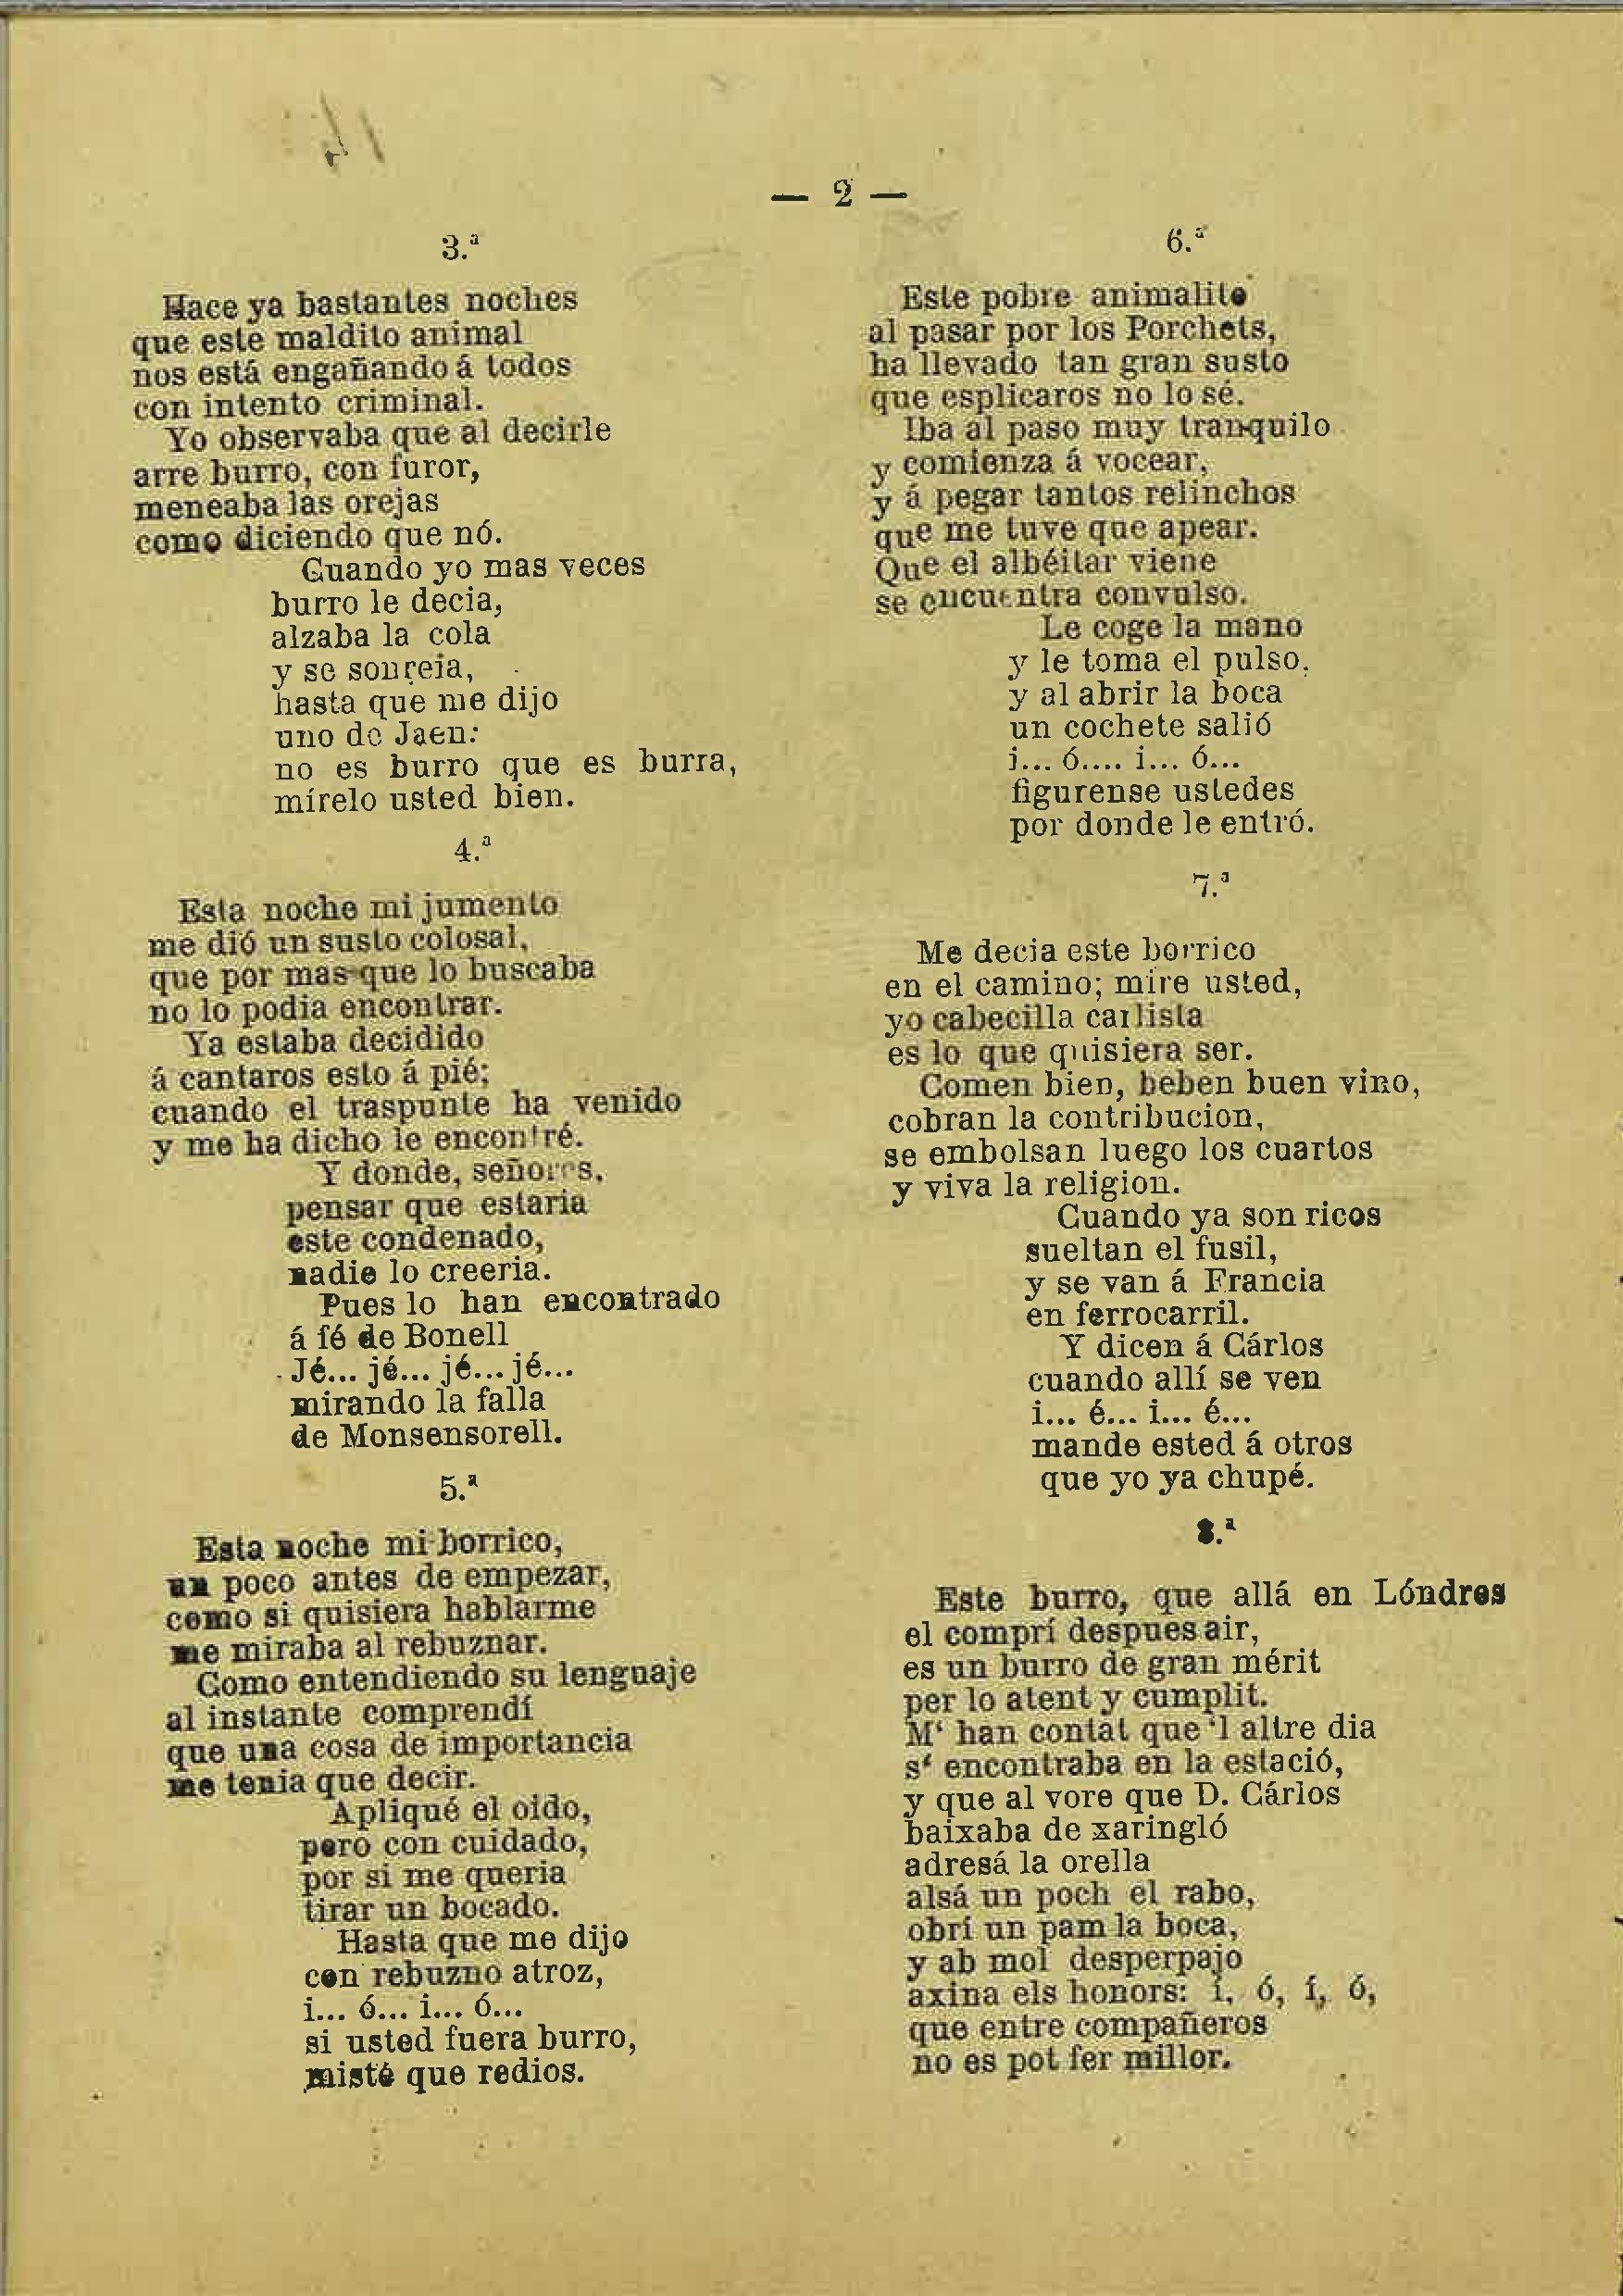 — 2 —
3.ª
Hace ya bastantes noches
que este maldito animal
nos está engañando á todos
con intento criminal.
Yo observaba que al decirle
arre burro, con furor,
meneaba las orejas
como diciendo que nó.
Cuando yo mas veces
burro le decia,
alzaba la cola
y se sonreia,
hasta que me dijo
uno de Jaen:
no es burro que es burra,
mírelo usted bien.
4.ª
Esta noche mi jumento
me dió un susto colosal,
que por mas que lo buscaba
no lo podia encontrar.
Ya estaba decidido
á cantaros esto á pié;
cuando el traspunte ha venido
y me ha dicho le encontré.
Y donde, señores,
pensar que estaria
este condenado,
nadie lo creeria.
Pues lo han encontrado
á fé de Bonell
Jé... jé... jé... jé...
mirando la falla
de Monsensorell.
5.ª
Esta noche mi borrico,
un poco antes de empezar,
como si quisiera hablarme
me miraba al rebuznar.
Como entendiendo su lenguaje
al instante comprendí
que una cosa de importancia
me tenia que decir.
Apliqué el oido,
pero con cuidado,
por si me queria
tirar un bocado.
Hasta que me dijo
con rebuzno atroz,
i... ó... i... ó...
si usted fuera burro,
misté que redios.
6.ª
Este pobre animalito
al pasar por los Porchets,
ha llevado tan gran susto
que esplicaros no lo sé.
Iba al paso muy tranquilo
y comienza á vocear,
y á pegar tantos relinchos
que me tuve que apear.
Que el albéitar viene
se encuentra convulso.
Le coge la mano
y le toma el pulso,
y al abrir la boca
un cochete salió
i... ó.... i... ó...
figurense ustedes
por donde le entró.
7.ª
Me decia este borrico
en el camino; mire usted,
yo cabecilla carlista
es lo que quisiera ser.
Comen bien, beben buen vino,
cobran la contribucion,
se embolsan luego los cuartos
y viva la religion.
Cuando ya son ricos
sueltan el fusil,
y se van á Francia
en ferrocarril.
Y dicen á Cárlos
cuando allí se ven
i... é... i... é...
mande ested á otros
que yo ya chupé.
8.ª
Este burro, que allá en Lóndres
el comprí despues air,
es un burro de gran mérit
per lo atent y cumplit.
M‘ han contat que ‘l altre dia
s‘ encontraba en la estació,
y que al vore que D. Cárlos
baixaba de xaringló
adresá la orella
alsá un poch el rabo,
obrí un pam la boca,
y ab mol desperpajo
axina els honors: í, ó, í, ó,
que entre compañeros
no es pot fer millor.